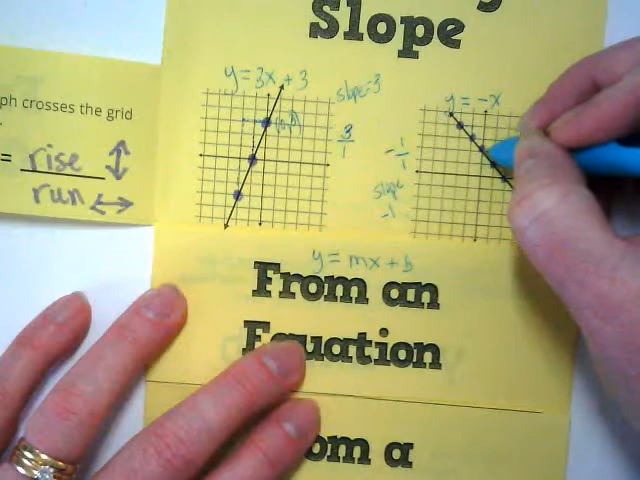 Slope
y = 3x + 3
slope = 3
3
1
y = -x
-1
1
slope
-1
ph crosses the grid
= rise
run
y = mx + b
From an
Equation
om a